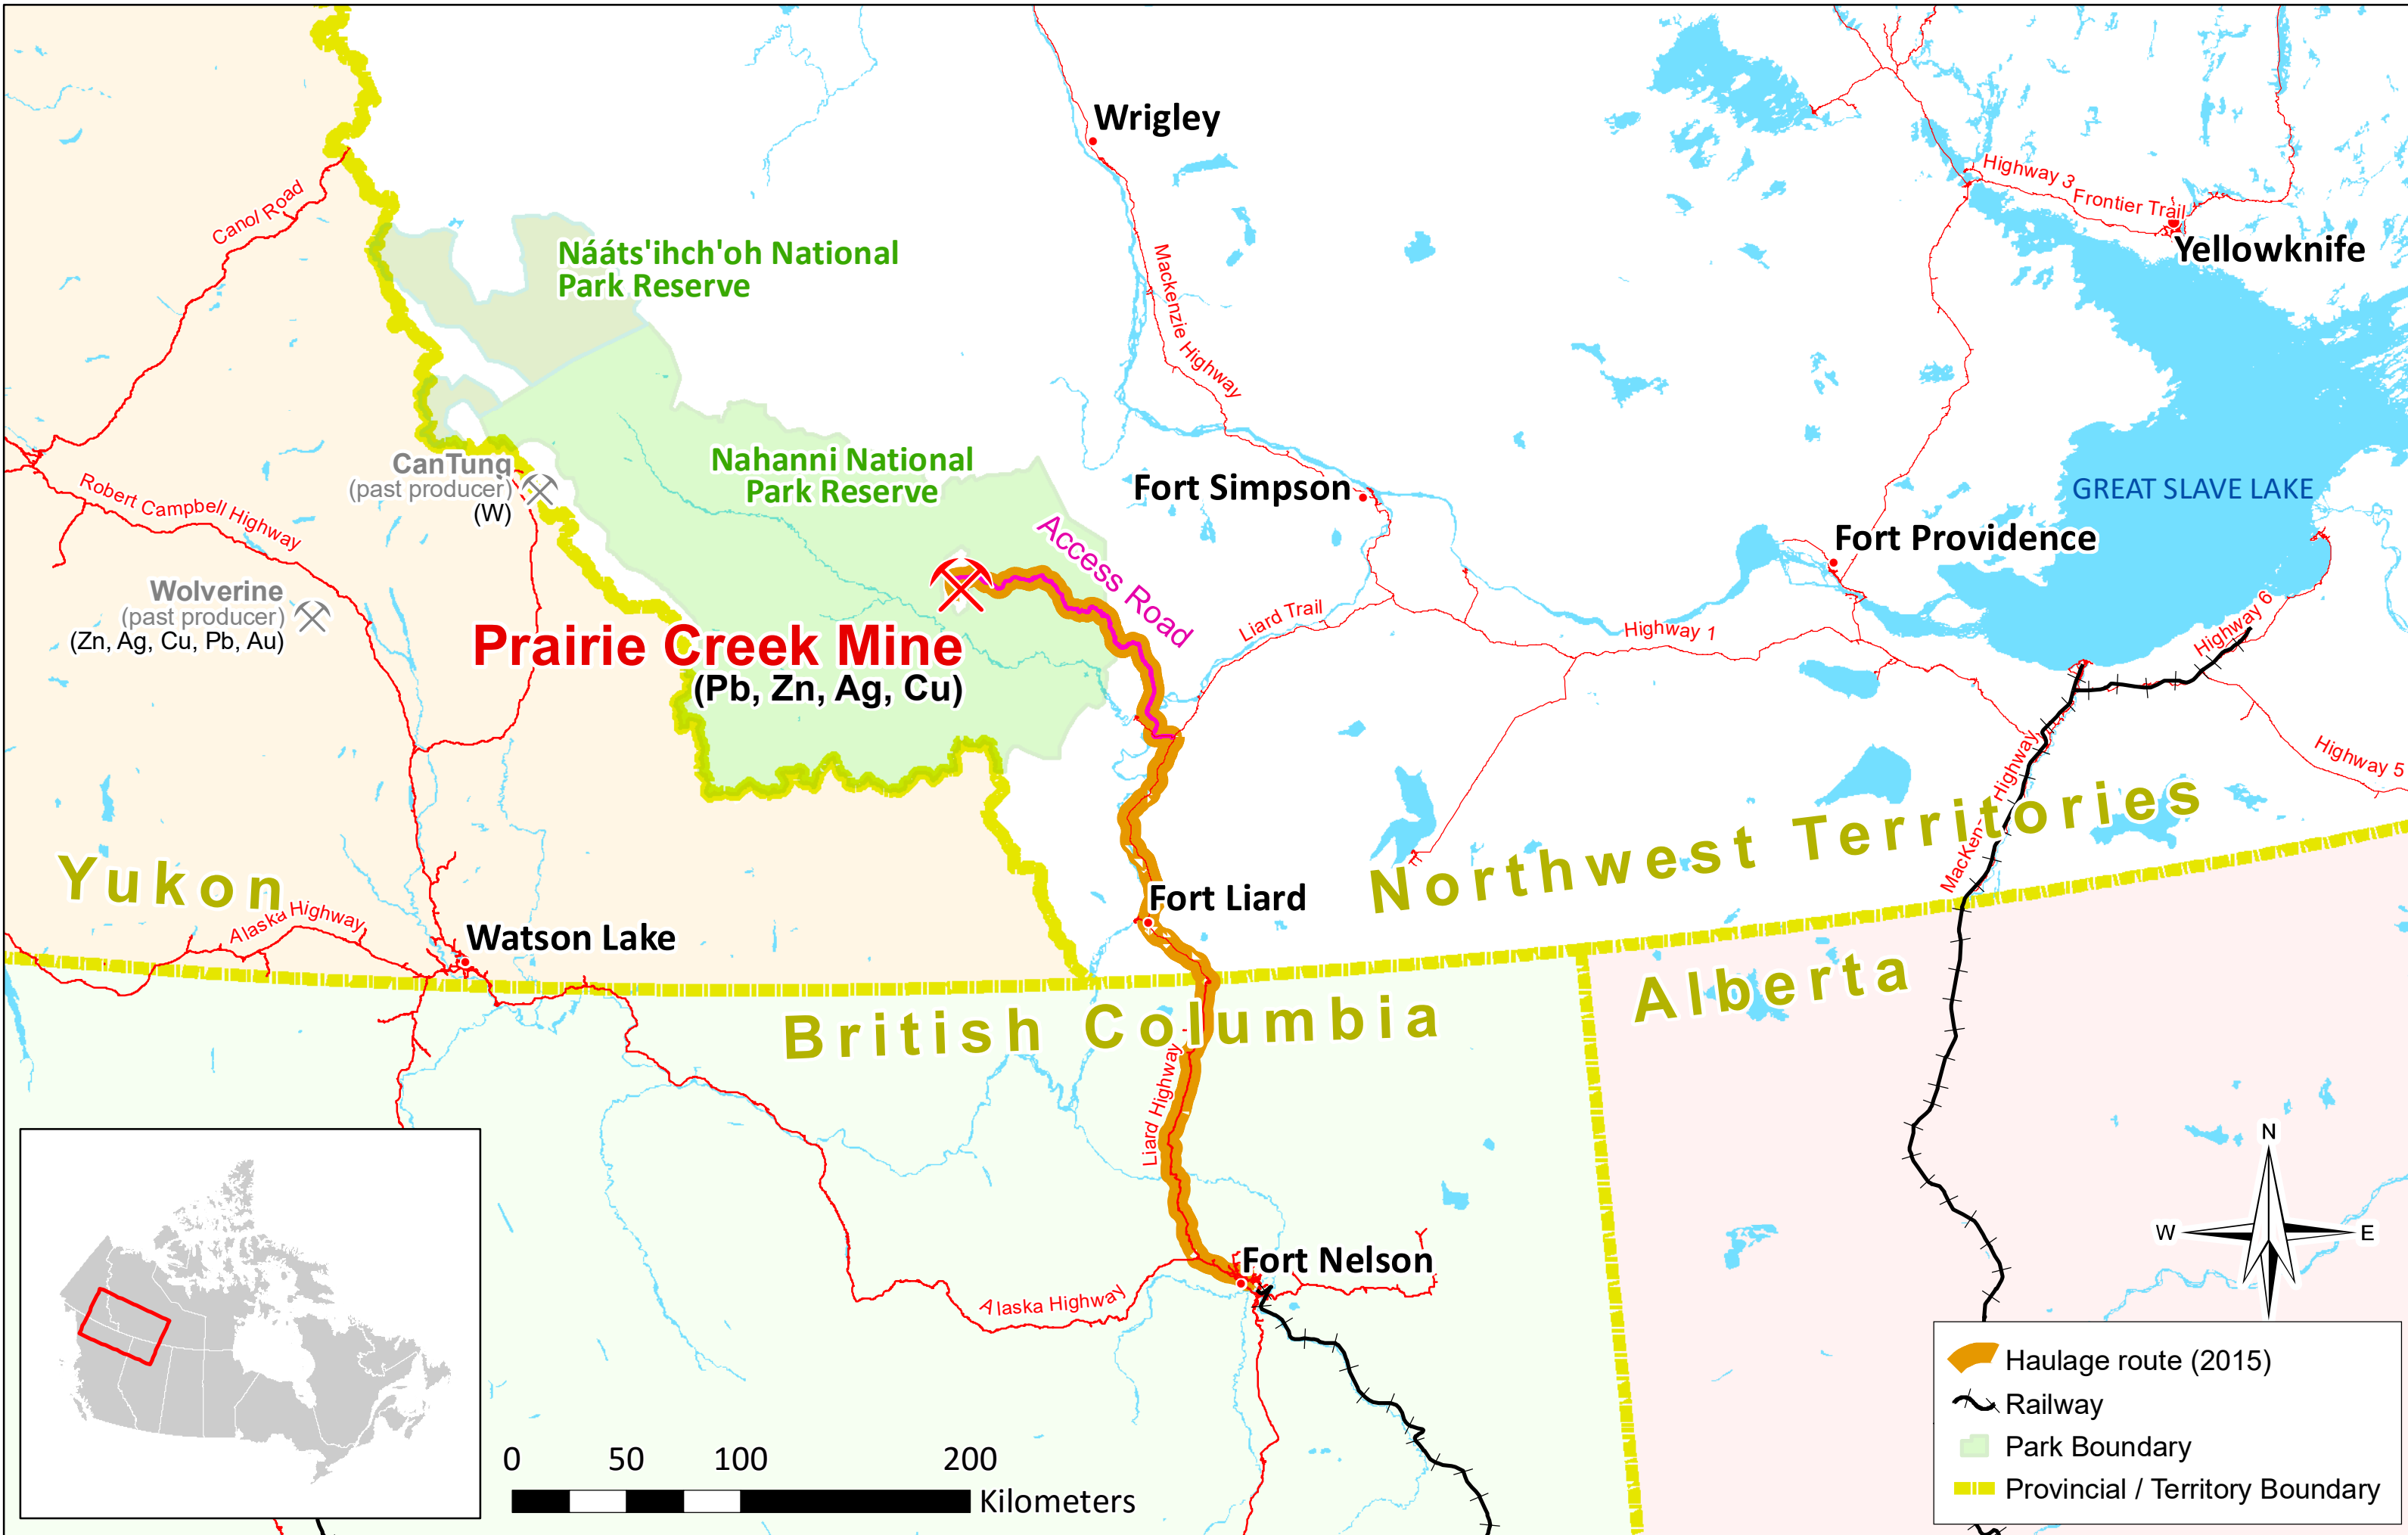 Wrigley
Highway 3
Frontier Trail
Yellowknife
Canol Road
Nááts'ihch'oh National
Park Reserve
Mackenzie Highway
CanTung
(past producer)
(W)
Nahanni National
Park Reserve
Fort Simpson
GREAT SLAVE LAKE
Robert Campbell Highway
Access Road
Fort Providence
Wolverine
(past producer)
(Zn, Ag, Cu, Pb, Au)
Prairie Creek Mine
(Pb, Zn, Ag, Cu)
Liard Trail
Highway 1
Highway 6
Highway 5
MacKen Highway
Northwest Territories
Yukon
Alaska Highway
Watson Lake
Fort Liard
Alberta
British Columbia
Liard Highway
Fort Nelson
Alaska Highway
N
W
E
0 50 100 200
Kilometers
Haulage route (2015)
Railway
Park Boundary
Provincial / Territory Boundary